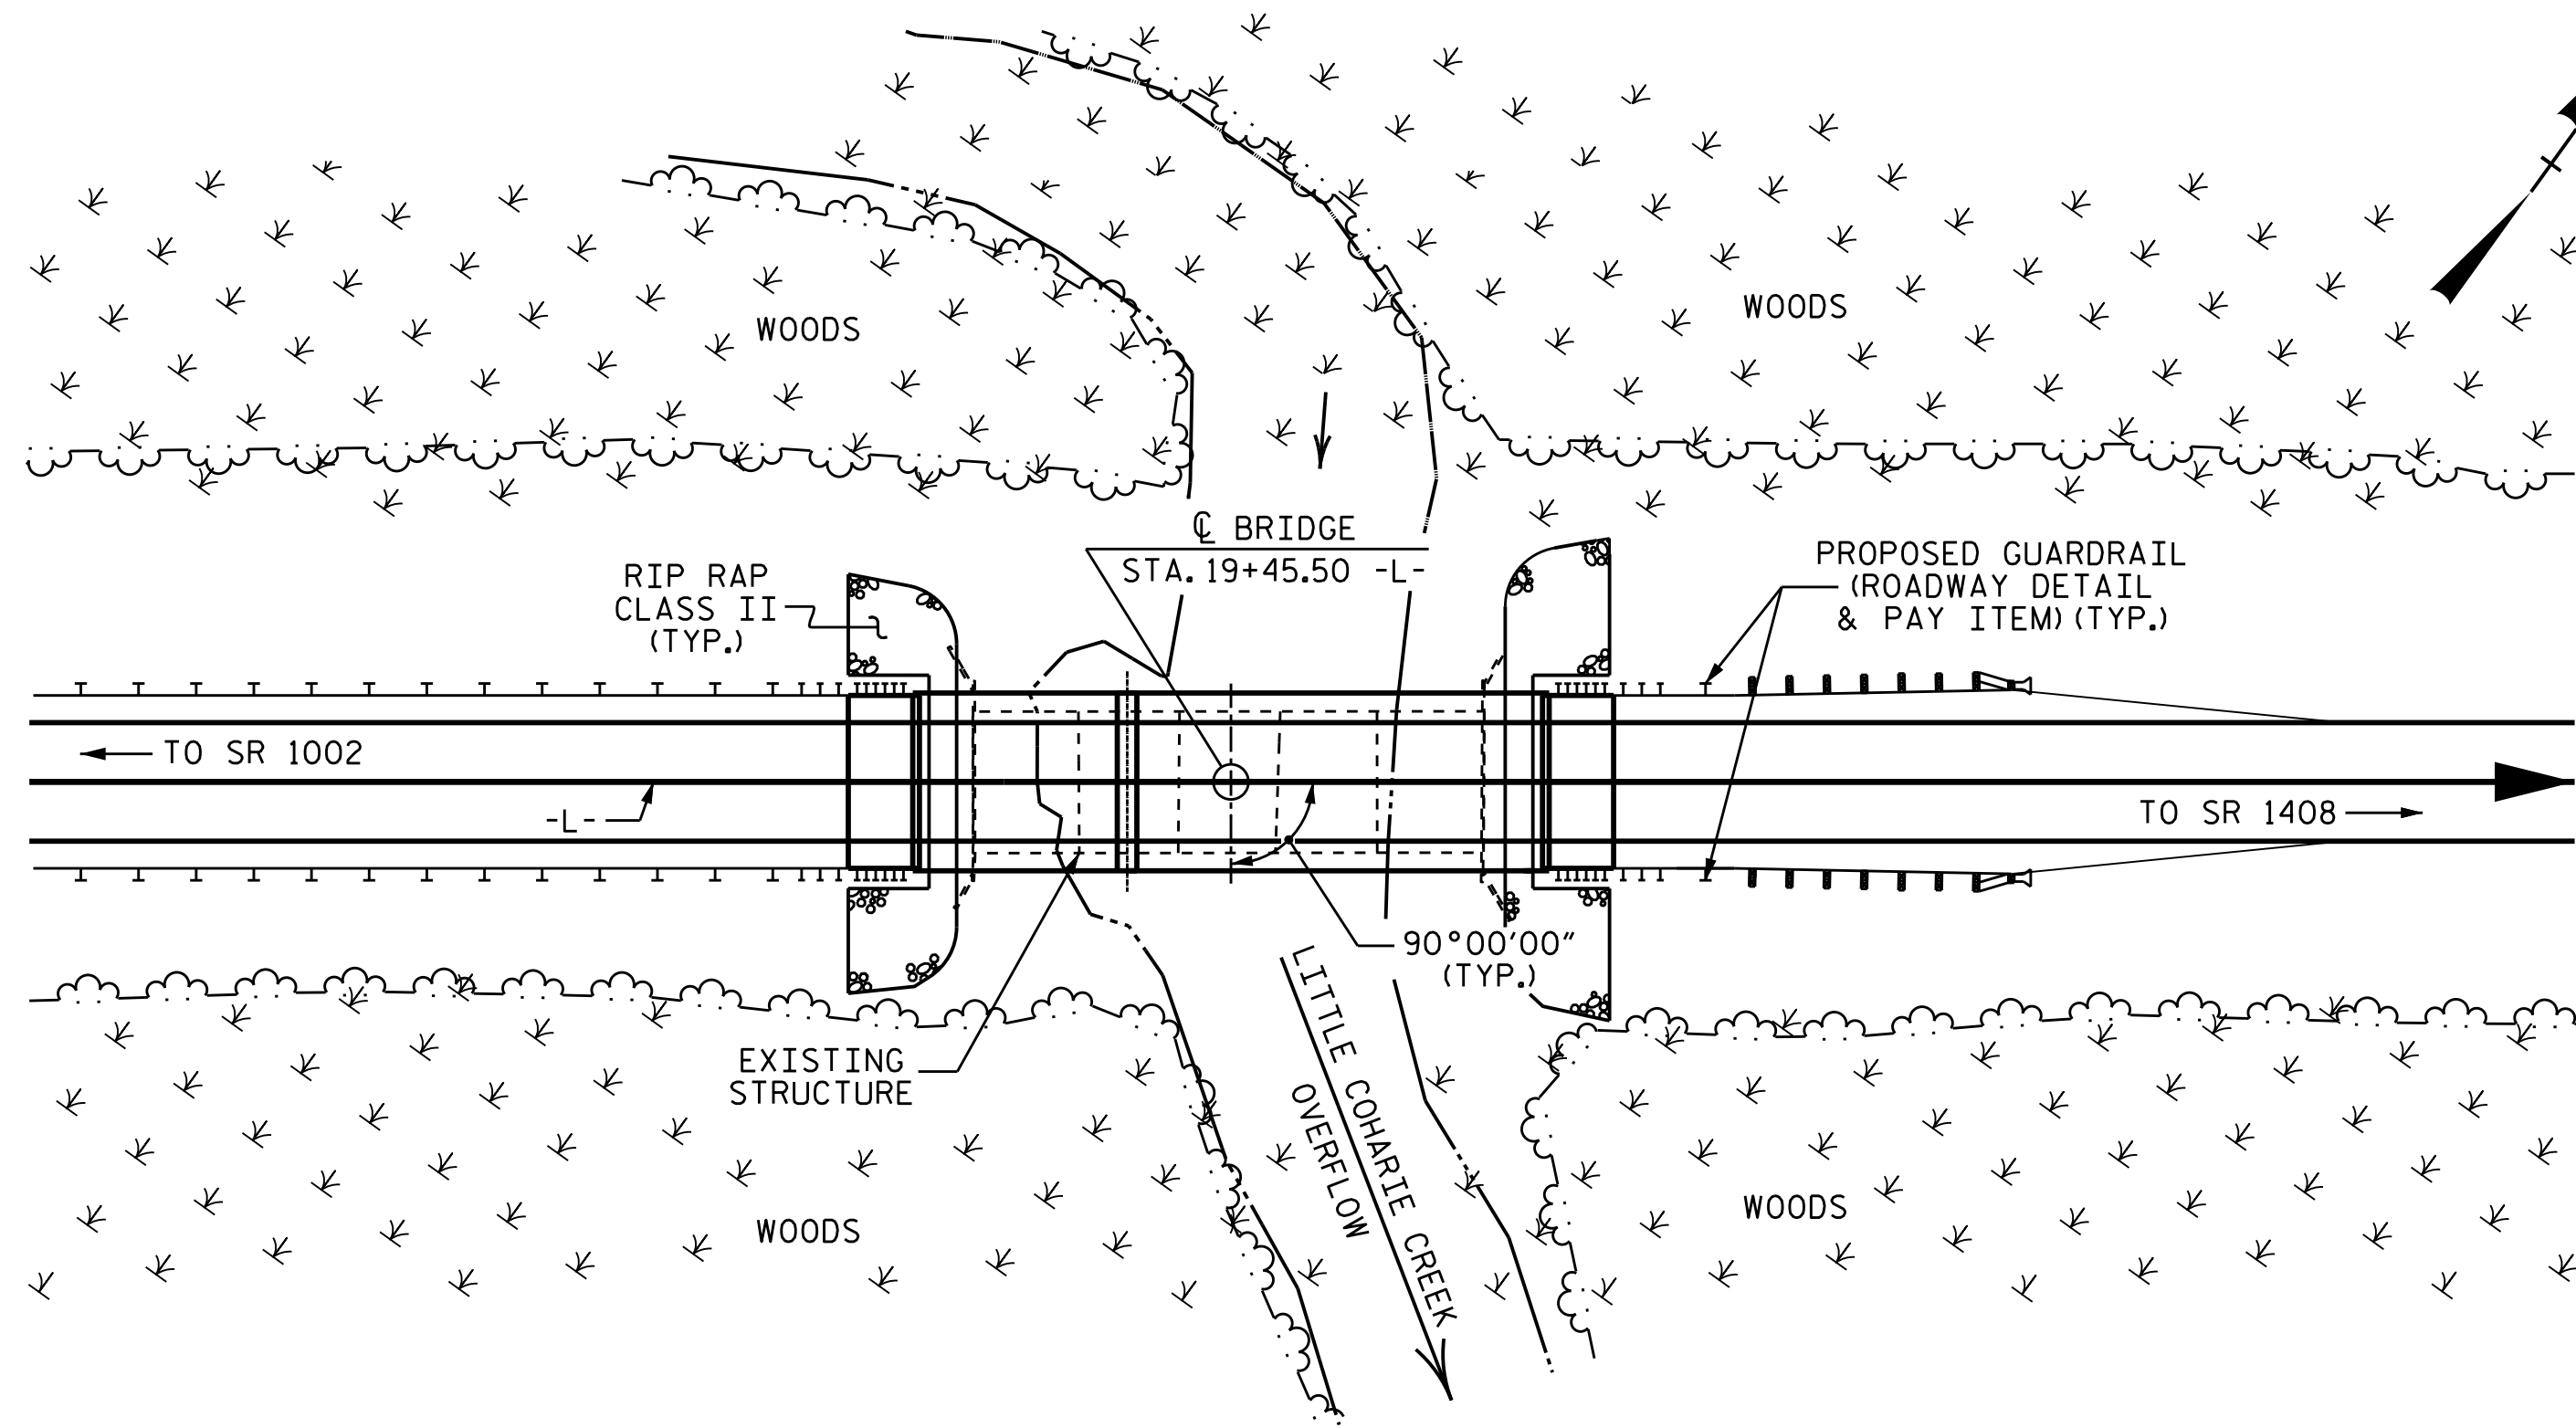 WOODS
WOODS
℄ BRIDGE
STA. 19+45.50 -L-
RIP RAP
CLASS II
(TYP.)
PROPOSED GUARDRAIL
(ROADWAY DETAIL
& PAY ITEM) (TYP.)
TO SR 1002
-L-
TO SR 1408
90°00'00"
(TYP.)
EXISTING
STRUCTURE
LITTLE COHARIE CREEK
OVERFLOW
WOODS
WOODS